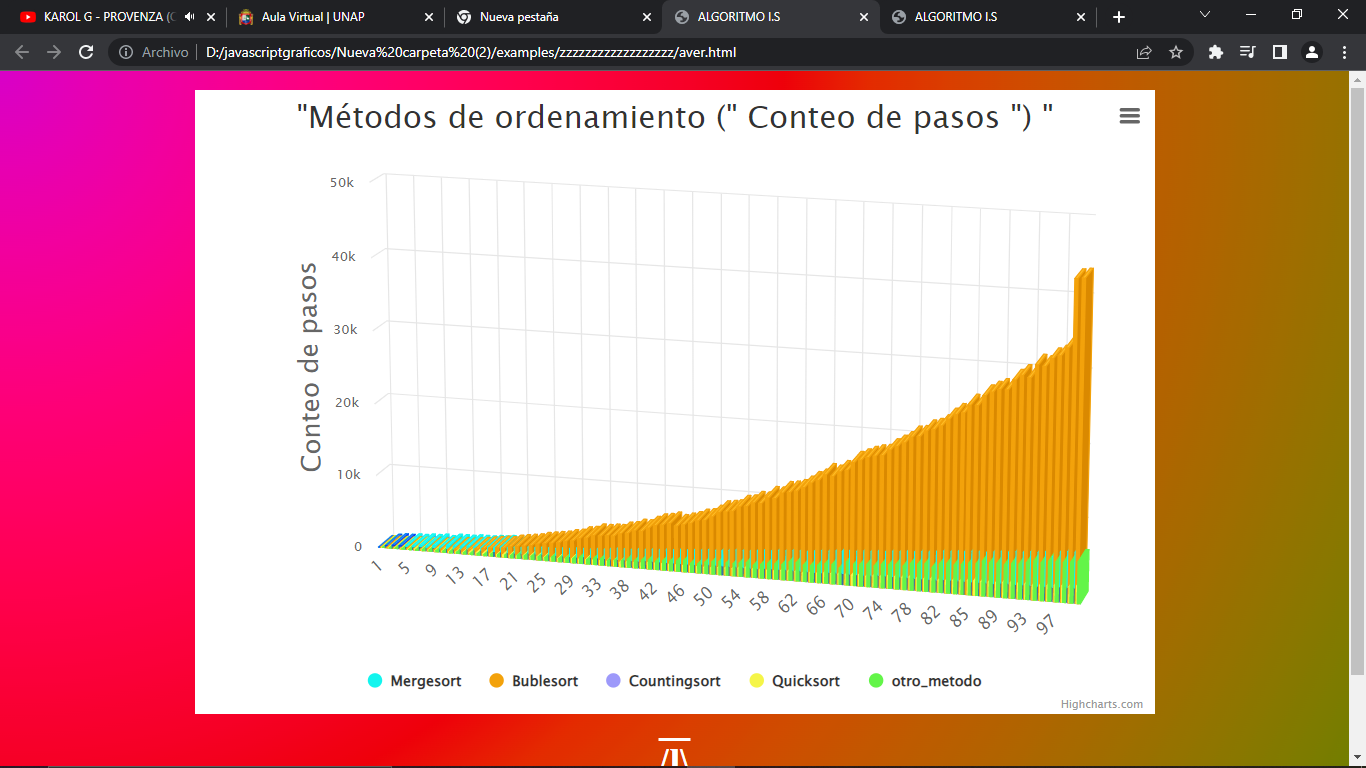 KAROL G - PROVENZA (
Aula Virtual | UNAP
Nueva pestaña
ALGORITMO I.S
ALGORITMO I.S
Archivo | D:/javascriptgraficos/Nueva%20carpeta%20(2)/examples/zzzzzzzzzzzzzzzzzz/aver.html
"Métodos de ordenamiento (" Conteo de pasos ") "
Conteo de pasos
50k
40k
30k
20k
10k
0
1 5 9 13 17 21 25 29 33 38 42 46 50 54 58 62 66 70 74 78 82 85 89 93 97
Mergesort Bublesort Countingsort Quicksort otro_metodo
Highcharts.com